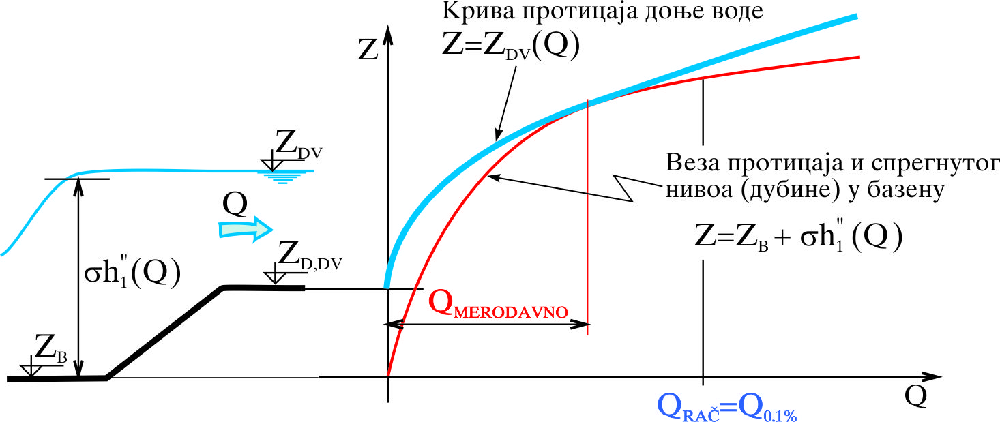 Крива протицаја доње воде
Z=Z_DV(Q)
Z
Z_DV
Веза протицаја и спрегнутог
нивоа (дубине) у базену
Q
Z=Z_B + σh₁"(Q)
Z_D,DV
σh₁"(Q)
Q_MERODAVNO
Z_B
Q
Q_RAČ=Q_0.1%